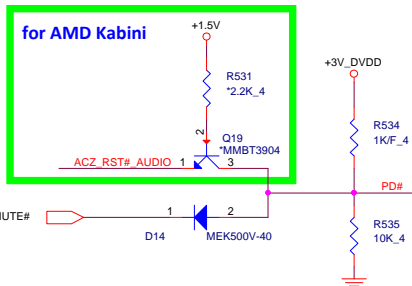 for AMD Kabini
+1.5V
R531
*2.2K_4
+3V_DVDD
R534
1K/F_4
2
Q19
*MMBT3904
ACZ_RST#_AUDIO
1
3
PD#
MUTE#
1
2
D14
MEK500V-40
R535
10K_4